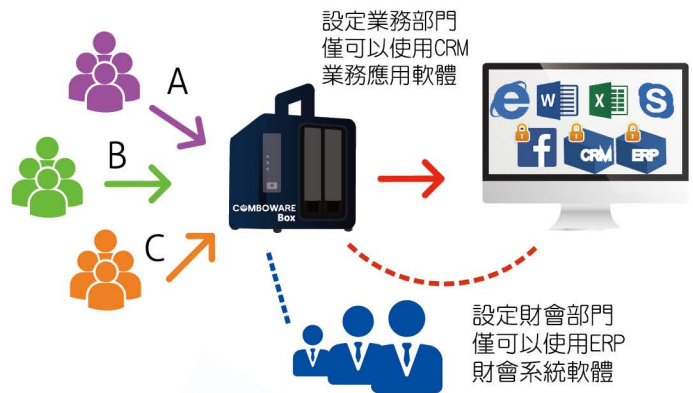 設定業務部門
僅可以使用CRM
業務應用軟體
A
B
C
COMBOWARE
Box
W
X
S
f
CRM
ERP
設定財會部門
僅可以使用ERP
財會系統軟體